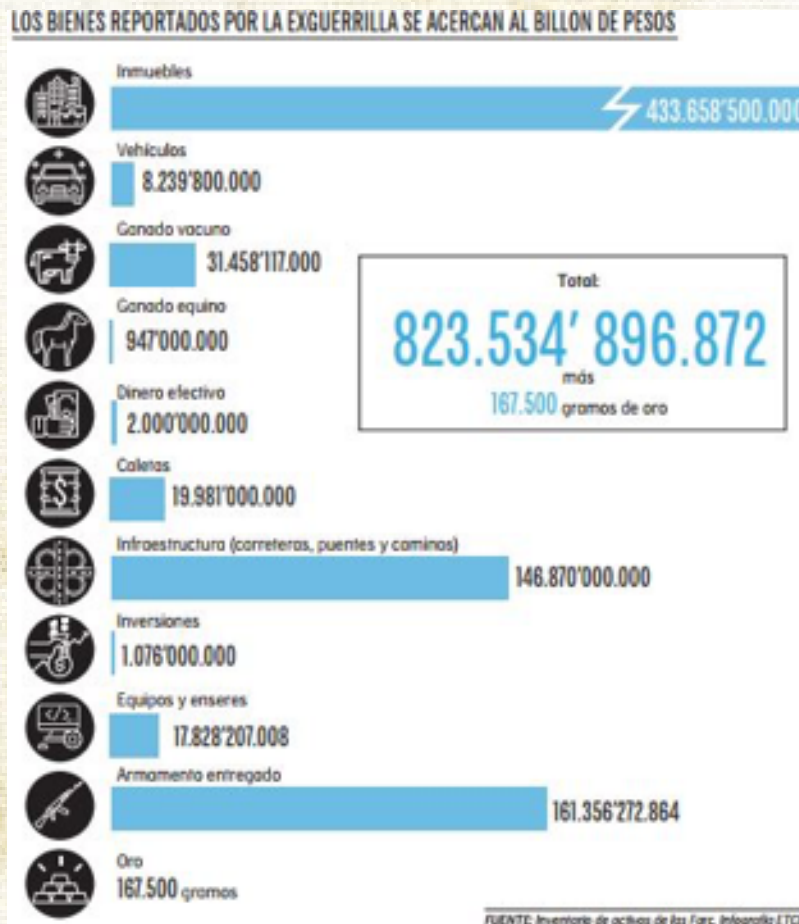 LOS BIENES REPORTADOS POR LA EXGUERRILLA SE ACERCAN AL BILLON DE PESOS
Inmuebles
433.658'500.000
Vehículos
8.239'800.000
Ganado vacuno
31.458'117.000
Ganado equino
947'000.000
Dinero efectivo
2.000'000.000
Caletas
19.981'000.000
Infraestructura (carreteras, puentes y caminos)
146.870'000.000
Inversiones
1.076'000.000
Equipos y enseres
17.828'207.008
Armamento entregado
161.356'272.864
Oro
167.500 gramos
Total:
823.534' 896.872
más
167.500 gramos de oro
FUENTE: Inventario de activos de las Farc. Infografía ETCE